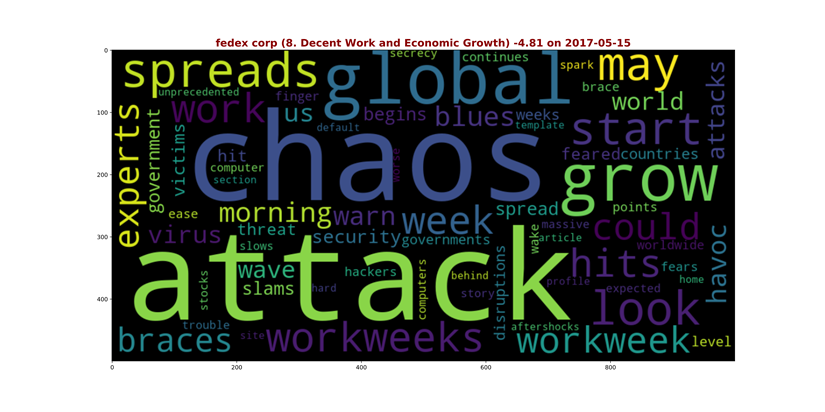 fedex corp (8. Decent Work and Economic Growth) -4.81 on 2017-05-15
0
100
200
300
400
0
200
400
600
800
spreads
global
secrecy
continues
spark
may
unprecedented
finger
brace
attacks
work
us
begins
blues
weeks
world
experts
government
victims
default
template
start
chaos
hit
computer
section
worse
feared
countries
grow
ease
morning
warn
week
spread
points
could
virus
threat
security
governments
massive
article
worldwide
slows
wake
attack
wave
hackers
behind
hits
fears
havoc
stocks
slams
hard
computers
story
disruptions
profile
expected
home
look
trouble
aftershocks
braces
site
workweeks
workweek
level